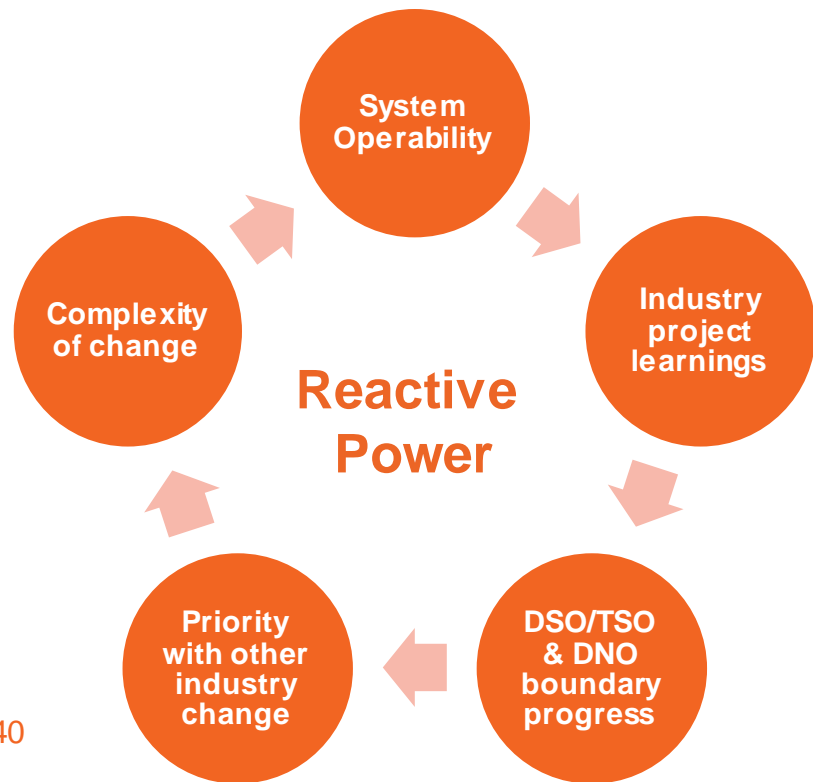 System
Operability
Industry
project
learnings
Complexity
of change
Reactive
Power
DSO/TSO
& DNO
boundary
progress
Priority
with other
industry
change
40